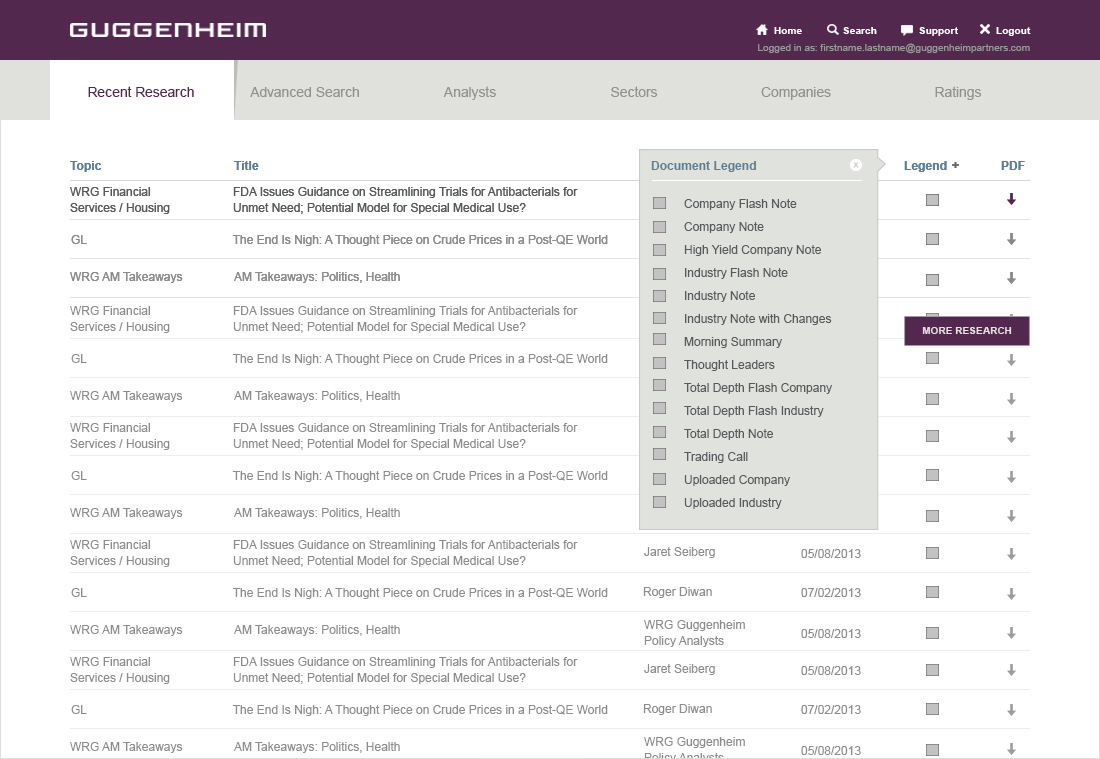 GUGGENHEIM
Home Search Support Logout
Logged in as: firstname.lastname@guggenheimpartners.com
Recent Research Advanced Search Analysts Sectors Companies Ratings
Topic Title Legend + PDF
WRG Financial FDA Issues Guidance on Streamlining Trials for Antibacterials for
Services / Housing Unmet Need; Potential Model for Special Medical Use?
GL The End Is Nigh: A Thought Piece on Crude Prices in a Post-QE World
WRG AM Takeaways AM Takeaways: Politics, Health
WRG Financial FDA Issues Guidance on Streamlining Trials for Antibacterials for
Services / Housing Unmet Need; Potential Model for Special Medical Use?
MORE RESEARCH
GL The End Is Nigh: A Thought Piece on Crude Prices in a Post-QE World
WRG AM Takeaways AM Takeaways: Politics, Health
WRG Financial FDA Issues Guidance on Streamlining Trials for Antibacterials for
Services / Housing Unmet Need; Potential Model for Special Medical Use?
GL The End Is Nigh: A Thought Piece on Crude Prices in a Post-QE World
WRG AM Takeaways AM Takeaways: Politics, Health
Document Legend x
Company Flash Note
Company Note
High Yield Company Note
Industry Flash Note
Industry Note
Industry Note with Changes
Morning Summary
Thought Leaders
Total Depth Flash Company
Total Depth Flash Industry
Total Depth Note
Trading Call
Uploaded Company
Uploaded Industry
WRG Financial FDA Issues Guidance on Streamlining Trials for Antibacterials for
Services / Housing Unmet Need; Potential Model for Special Medical Use?
Jaret Seiberg 05/08/2013
GL The End Is Nigh: A Thought Piece on Crude Prices in a Post-QE World Roger Diwan 07/02/2013
WRG AM Takeaways AM Takeaways: Politics, Health
WRG Guggenheim
Policy Analysts
05/08/2013
WRG Financial FDA Issues Guidance on Streamlining Trials for Antibacterials for
Services / Housing Unmet Need; Potential Model for Special Medical Use?
Jaret Seiberg 05/08/2013
GL The End Is Nigh: A Thought Piece on Crude Prices in a Post-QE World Roger Diwan 07/02/2013
WRG AM Takeaways AM Takeaways: Politics, Health
WRG Guggenheim
Policy Analysts
05/08/2013